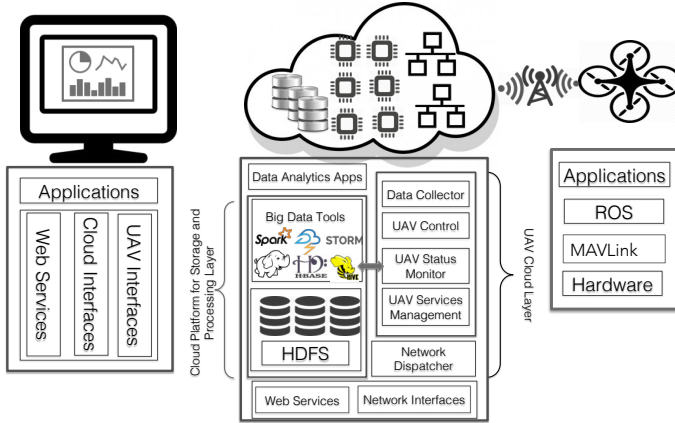 Applications
Web Services
Cloud Interfaces
UAV Interfaces
Cloud Platform for Storage and
Processing Layer
Data Analytics Apps
Big Data Tools
Spark
STORM
HBASE
HIVE
HDFS
Data Collector
UAV Control
UAV Status
Monitor
UAV Services
Management
Network
Dispatcher
Web Services
Network Interfaces
UAV Cloud Layer
Applications
ROS
MAVLink
Hardware